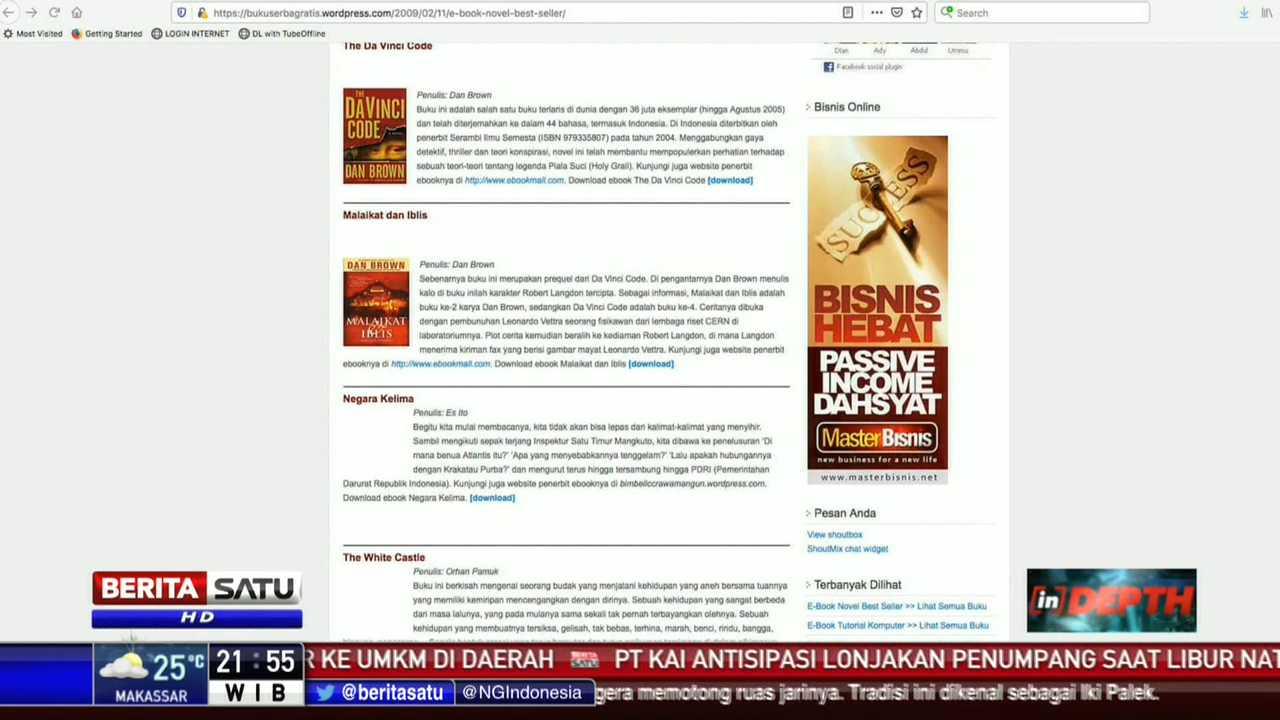 https://bukuserbagratis.wordpress.com/2009/02/11/e-book-novel-best-seller/
Search
Most Visited
Getting Started
LOGIN INTERNET
DL with TubeOffline
The Da Vinci Code
THE
DAVINCI
CODE
DAN BROWN
Penulis: Dan Brown
Buku ini adalah salah satu buku terlaris di dunia dengan 36 juta eksemplar (hingga Agustus 2005)
dan telah diterjemahkan ke dalam 44 bahasa, termasuk Indonesia. Di Indonesia diterbitkan oleh
penerbit Serambi Ilmu Semesta (ISBN 979335807) pada tahun 2004. Menggabungkan gaya
detektif, thriller dan teori konspirasi, novel ini telah membantu mempopulerkan perhatian terhadap
sebuah teori-teori tentang legenda Piala Suci (Holy Grail). Kunjungi juga website penerbit
ebooknya di http://www.ebookmall.com. Download ebook The Da Vinci Code [download]
Malaikat dan Iblis
DAN BROWN
MALAIKAT
& IBLIS
Penulis: Dan Brown
Sebenarnya buku ini merupakan prequel dari Da Vinci Code. Di pengantarnya Dan Brown menulis
kalo di buku inilah karakter Robert Langdon tercipta. Sebagai informasi, Malaikat dan Iblis adalah
buku ke-2 karya Dan Brown, sedangkan Da Vinci Code adalah buku ke-4. Ceritanya dibuka
dengan pembunuhan Leonardo Vettra seorang fisikawan dari lembaga riset CERN di
laboratoriumnya. Plot cerita kemudian beralih ke kediaman Robert Langdon, di mana Langdon
menerima kiriman fax yang berisi gambar mayat Leonardo Vettra. Kunjungi juga website penerbit
ebooknya di http://www.ebookmall.com. Download ebook Malaikat dan Iblis [download]
Negara Kelima
Penulis: Es Ito
Begitu kita mulai membacanya, kita tidak akan bisa lepas dari kalimat-kalimat yang menyihir.
Sambil mengikuti sepak terjang Inspektur Satu Timur Mangkuto, kita dibawa ke penelusuran 'Di
mana benua Atlantis itu?' 'Apa yang menyebabkannya tenggelam?' 'Lalu apakah hubungannya
dengan Krakatau Purba?' dan mengurut terus hingga tersambung hingga PDRI (Pemerintahan
Darurat Republik Indonesia). Kunjungi juga website penerbit ebooknya di bimbelccrawamangun.wordpress.com.
Download ebook Negara Kelima. [download]
The White Castle
Penulis: Orhan Pamuk
Buku ini berkisah mengenai seorang budak yang menjalani kehidupan yang aneh bersama tuannya
yang memiliki kemiripan mencengangkan dengan dirinya. Sebuah kehidupan yang sangat berbeda
dari masa lalunya, yang pada mulanya sama sekali tak pernah terbayangkan olehnya. Sebuah
kehidupan yang membuatnya tersiksa, gelisah, tak bebas, terhina, marah, benci, rindu, bangga,
Dian
Ady
Abdul
Ummu
Facebook social plugin
Bisnis Online
SUCCESS
BISNIS
HEBAT
PASSIVE
INCOME
DAHSYAT
MasterBisnis
new business for a new life
www.masterbisnis.net
Pesan Anda
View shoutbox
ShoutMix chat widget
Terbanyak Dilihat
E-Book Novel Best Seller >> Lihat Semua Buku
E-Book Tutorial Komputer >> Lihat Semua Buku
BERITA SATU
HD
[in] DEPTH
25°C
MAKASSAR
21:55
WIB
R KE UMKM DI DAERAH
PT KAI ANTISIPASI LONJAKAN PENUMPANG SAAT LIBUR NAT
@beritasatu
@NGIndonesia
gera memotong ruas jarinya. Tradisi ini dikenal sebagai Iki Palek.